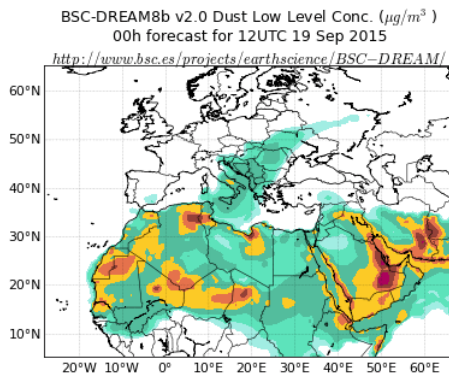 BSC-DREAM8b v2.0 Dust Low Level Conc. (μg/m³ )
00h forecast for 12UTC 19 Sep 2015
http://www.bsc.es/projects/earthscience/BSC−DREAM/
60°N
50°N
40°N
30°N
20°N
10°N
20°W 10°W 0° 10°E 20°E 30°E 40°E 50°E 60°E